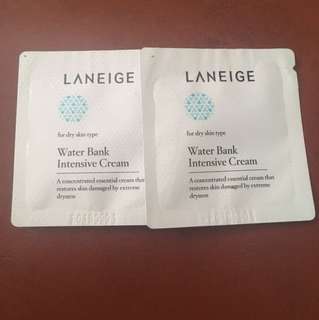 LANEIGE
for dry skin type
Water Bank
Intensive Cream
A concentrated essential cream that
restores skin damaged by extreme
dryness
LANEIGE
for dry skin type
Water Bank
Intensive Cream
A concentrated essential cream that
restores skin damaged by extreme
dryness